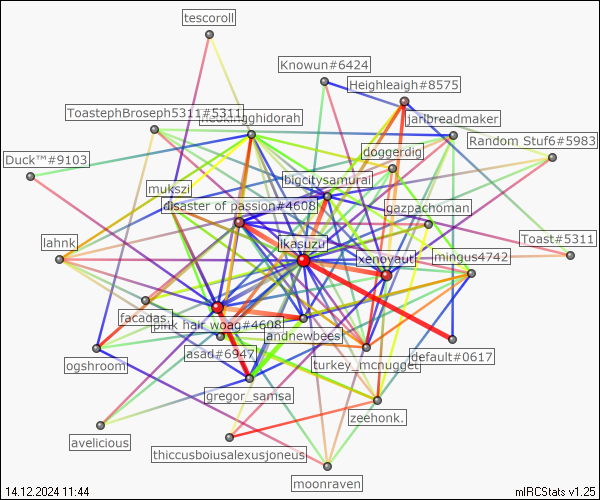 tescoroll
Knowun#6424
Heighleaigh#8575
ToastephBroseph5311#5311
jarlbreadmaker
Random Stuf6#5983
doggerdig
Duck™#9103
bigcitysamurai
mukszi
disaster of passion#4608
gazpachoman
Toast#5311
lahnk
ikasuzu
xenoyaut
mingus4742
facadas.
pink hair woag#4608
andnewbees
asad#6947
default#0617
ogshroom
turkey_mcnugget
gregor_samsa
zeehonk.
avelicious
thiccusboiusalexusjoneus
moonraven
14.12.2024 11:44
mIRCStats v1.25